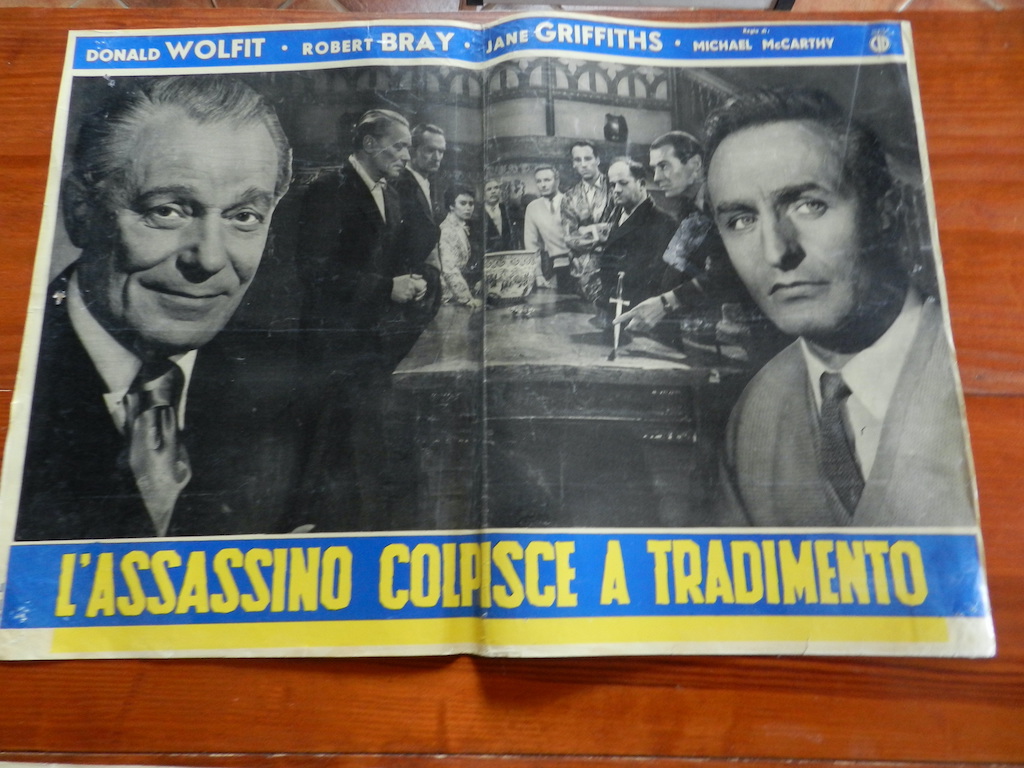 DONALD WOLFIT • ROBERT BRAY • JANE GRIFFITHS • Regia di: MICHAEL McCARTHY
L'ASSASSINO COLPISCE A TRADIMENTO